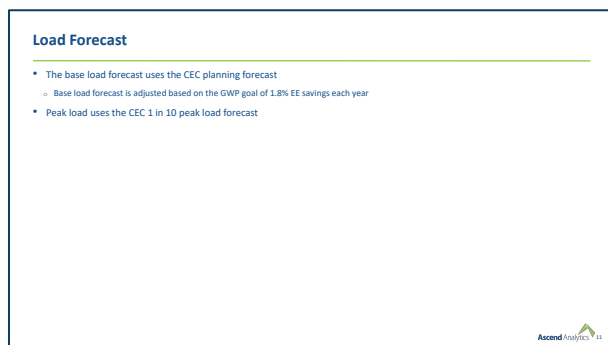 Load Forecast
• The base load forecast uses the CEC planning forecast
o Base load forecast is adjusted based on the GWP goal of 1.8% EE savings each year
• Peak load uses the CEC 1 in 10 peak load forecast
Ascend Analytics 11